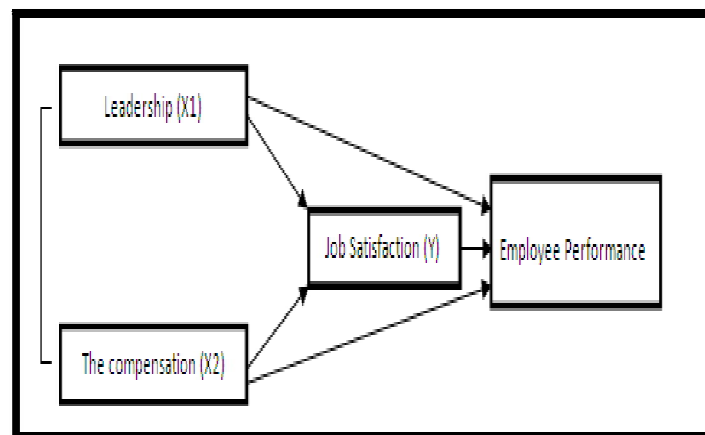 Leadership (X1)
Job Satisfaction (Y)
Employee Performance
The compensation (X2)